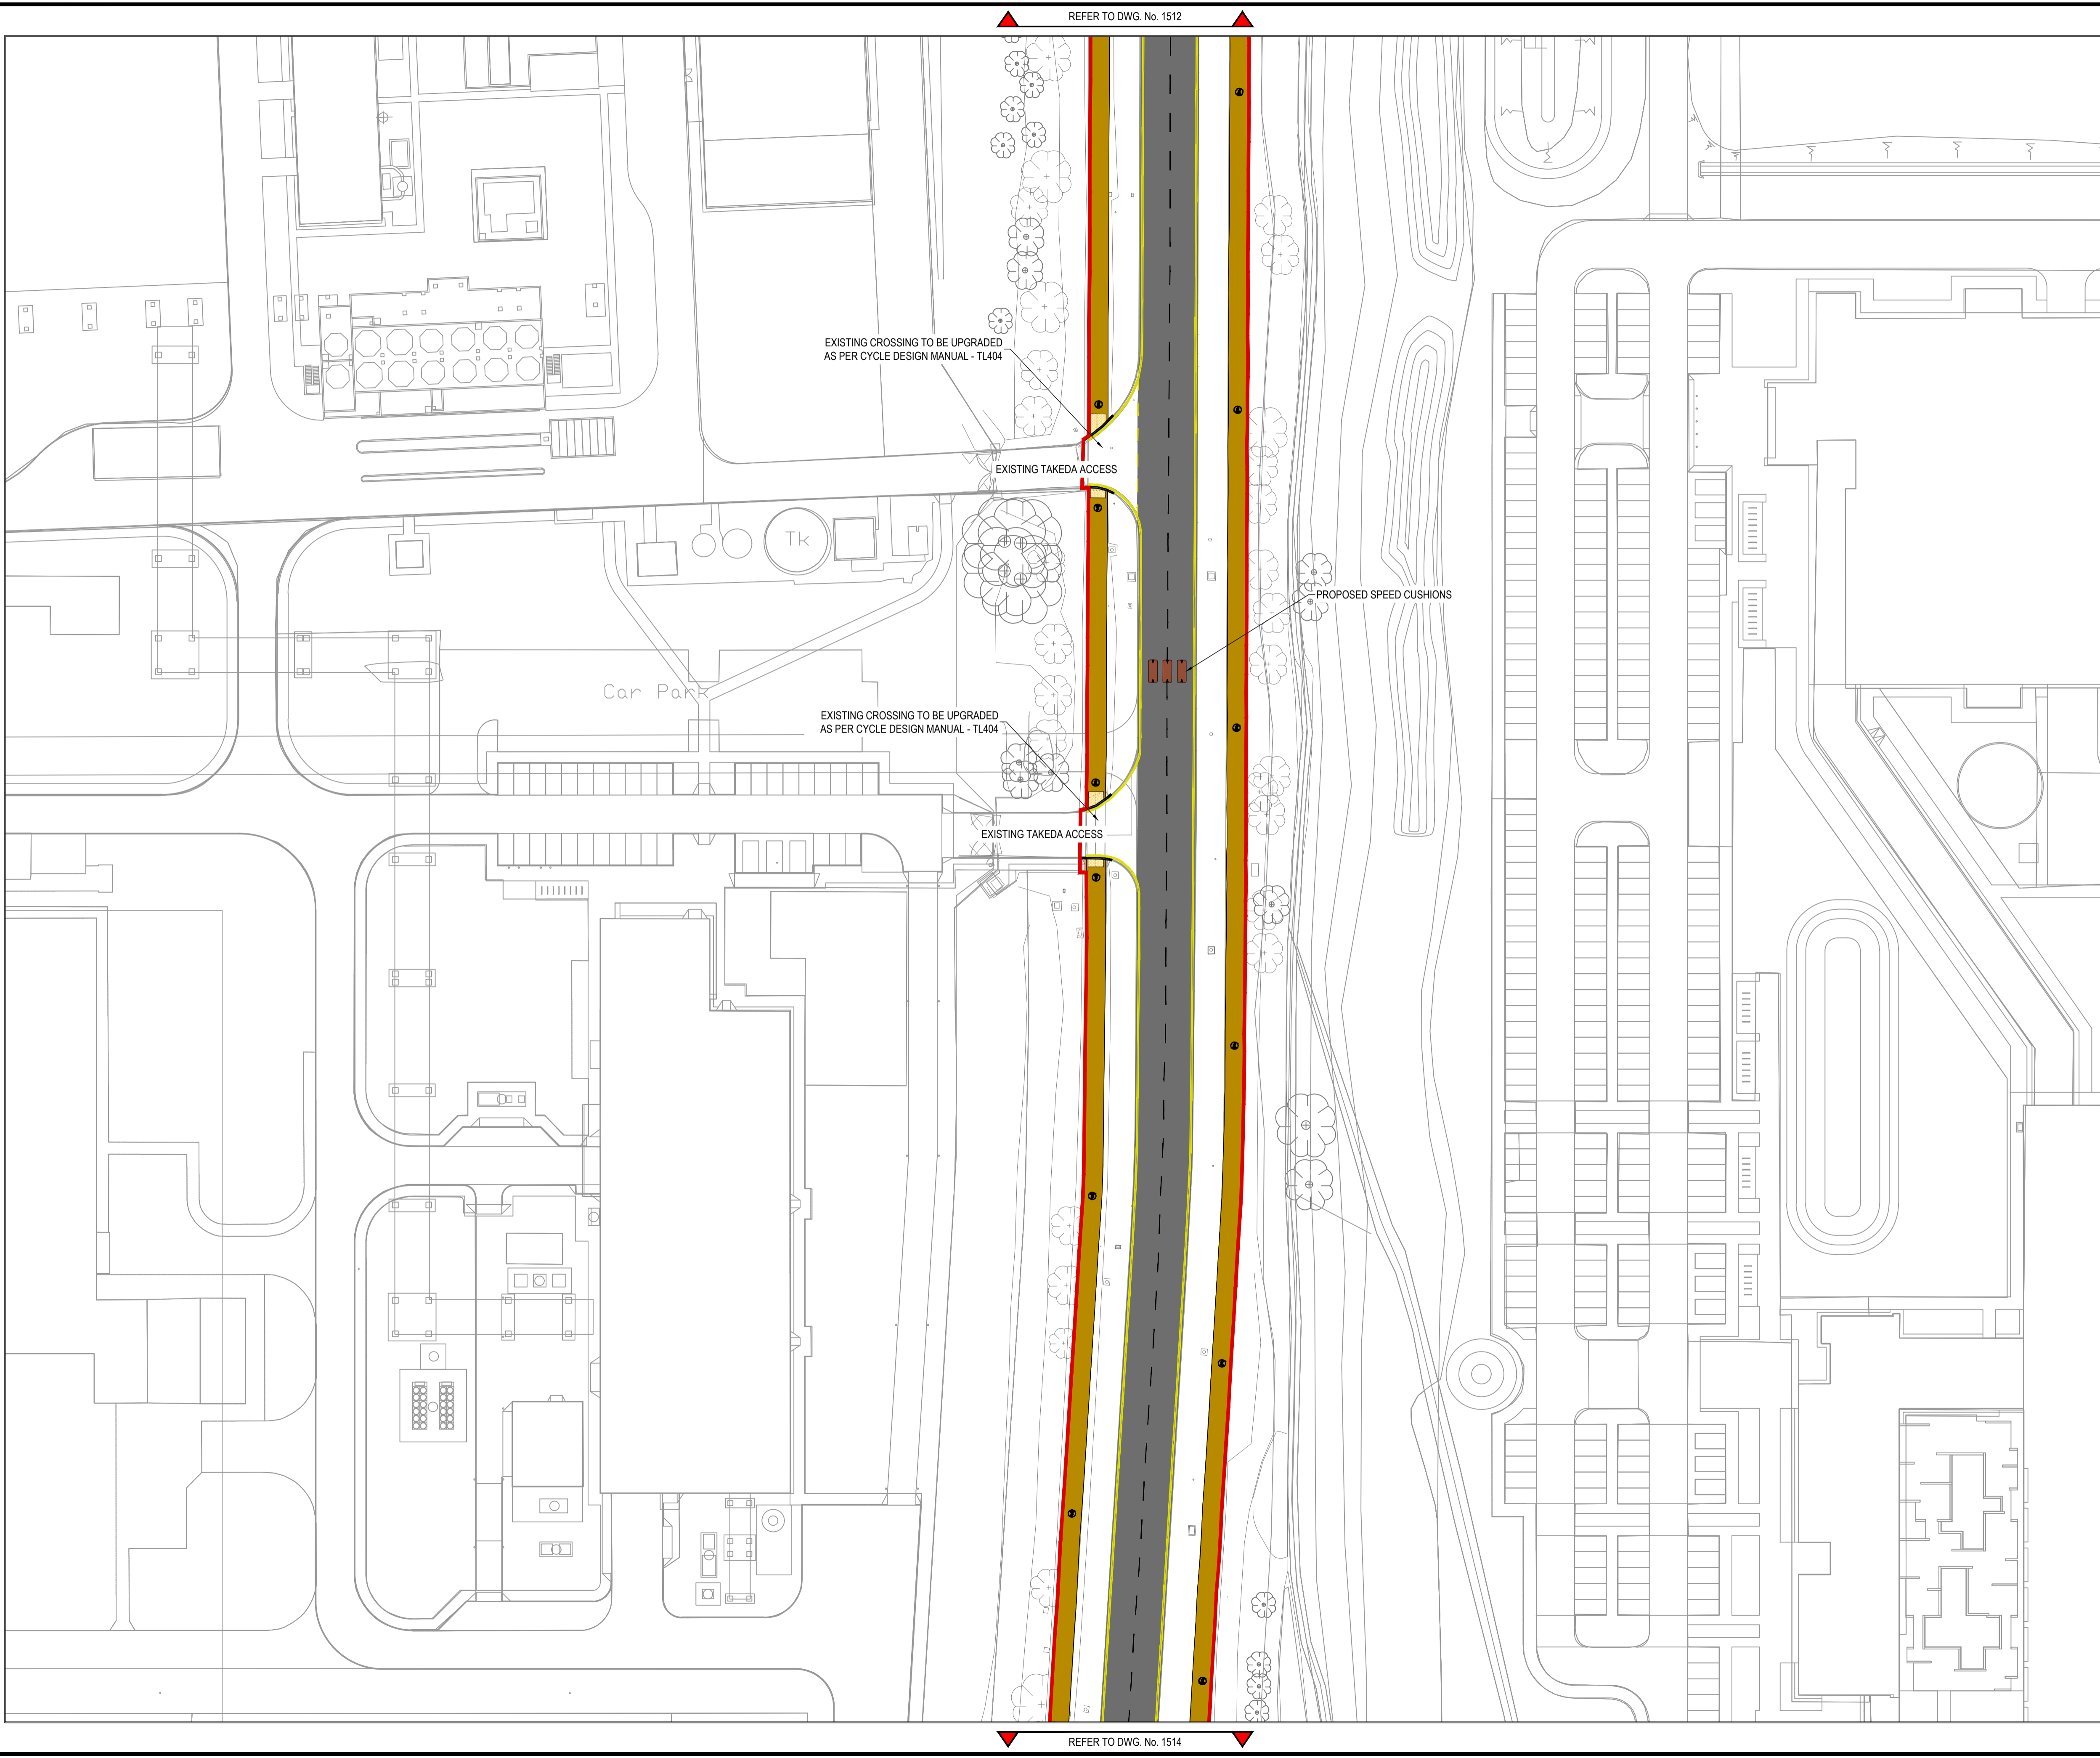 REFER TO DWG. No. 1512
EXISTING CROSSING TO BE UPGRADED
AS PER CYCLE DESIGN MANUAL - TL404
EXISTING TAKEDA ACCESS
Tk
PROPOSED SPEED CUSHIONS
Car Park
EXISTING CROSSING TO BE UPGRADED
AS PER CYCLE DESIGN MANUAL - TL404
EXISTING TAKEDA ACCESS
REFER TO DWG. No. 1514